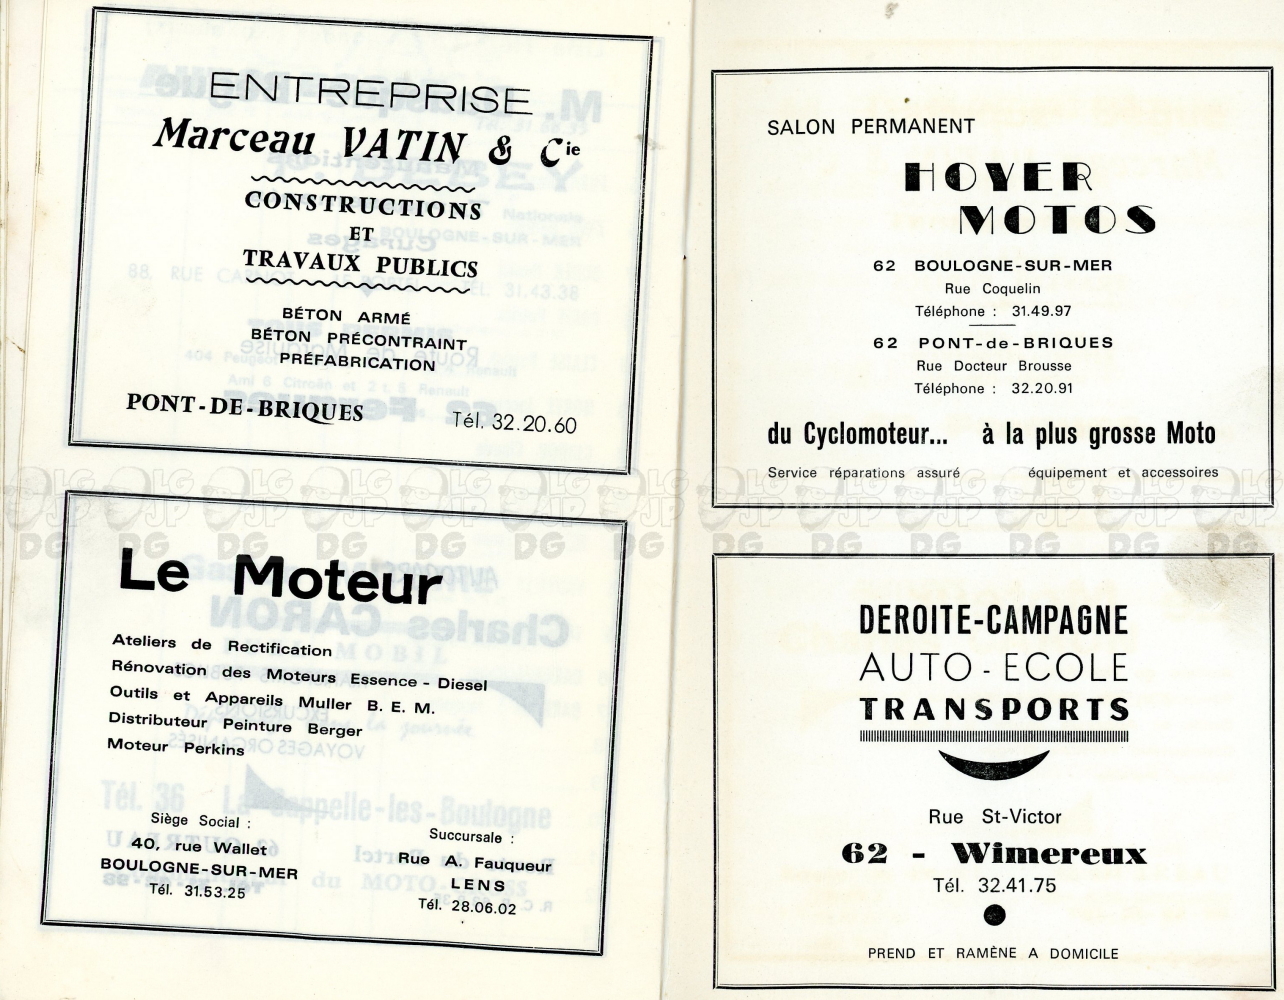 ENTREPRISE
Marceau VATIN & Cie
CONSTRUCTIONS
ET
TRAVAUX PUBLICS
BÉTON ARMÉ
BÉTON PRÉCONTRAINT
PRÉFABRICATION
PONT-DE-BRIQUES Tél. 32.20.60
Le Moteur
Ateliers de Rectification
Rénovation des Moteurs Essence - Diesel
Outils et Appareils Muller B. E. M.
Distributeur Peinture Berger
Moteur Perkins
Siège Social :
40, rue Wallet
BOULOGNE-SUR-MER
Tél. 31.53.25
Succursale :
Rue A. Fauqueur
LENS
Tél. 28.06.02
SALON PERMANENT
HOYER
MOTOS
62 BOULOGNE-SUR-MER
Rue Coquelin
Téléphone : 31.49.97
62 PONT-de-BRIQUES
Rue Docteur Brousse
Téléphone : 32.20.91
du Cyclomoteur... à la plus grosse Moto
Service réparations assuré équipement et accessoires
DEROITE-CAMPAGNE
AUTO-ECOLE
TRANSPORTS
Rue St-Victor
62 - Wimereux
Tél. 32.41.75
PREND ET RAMÈNE A DOMICILE